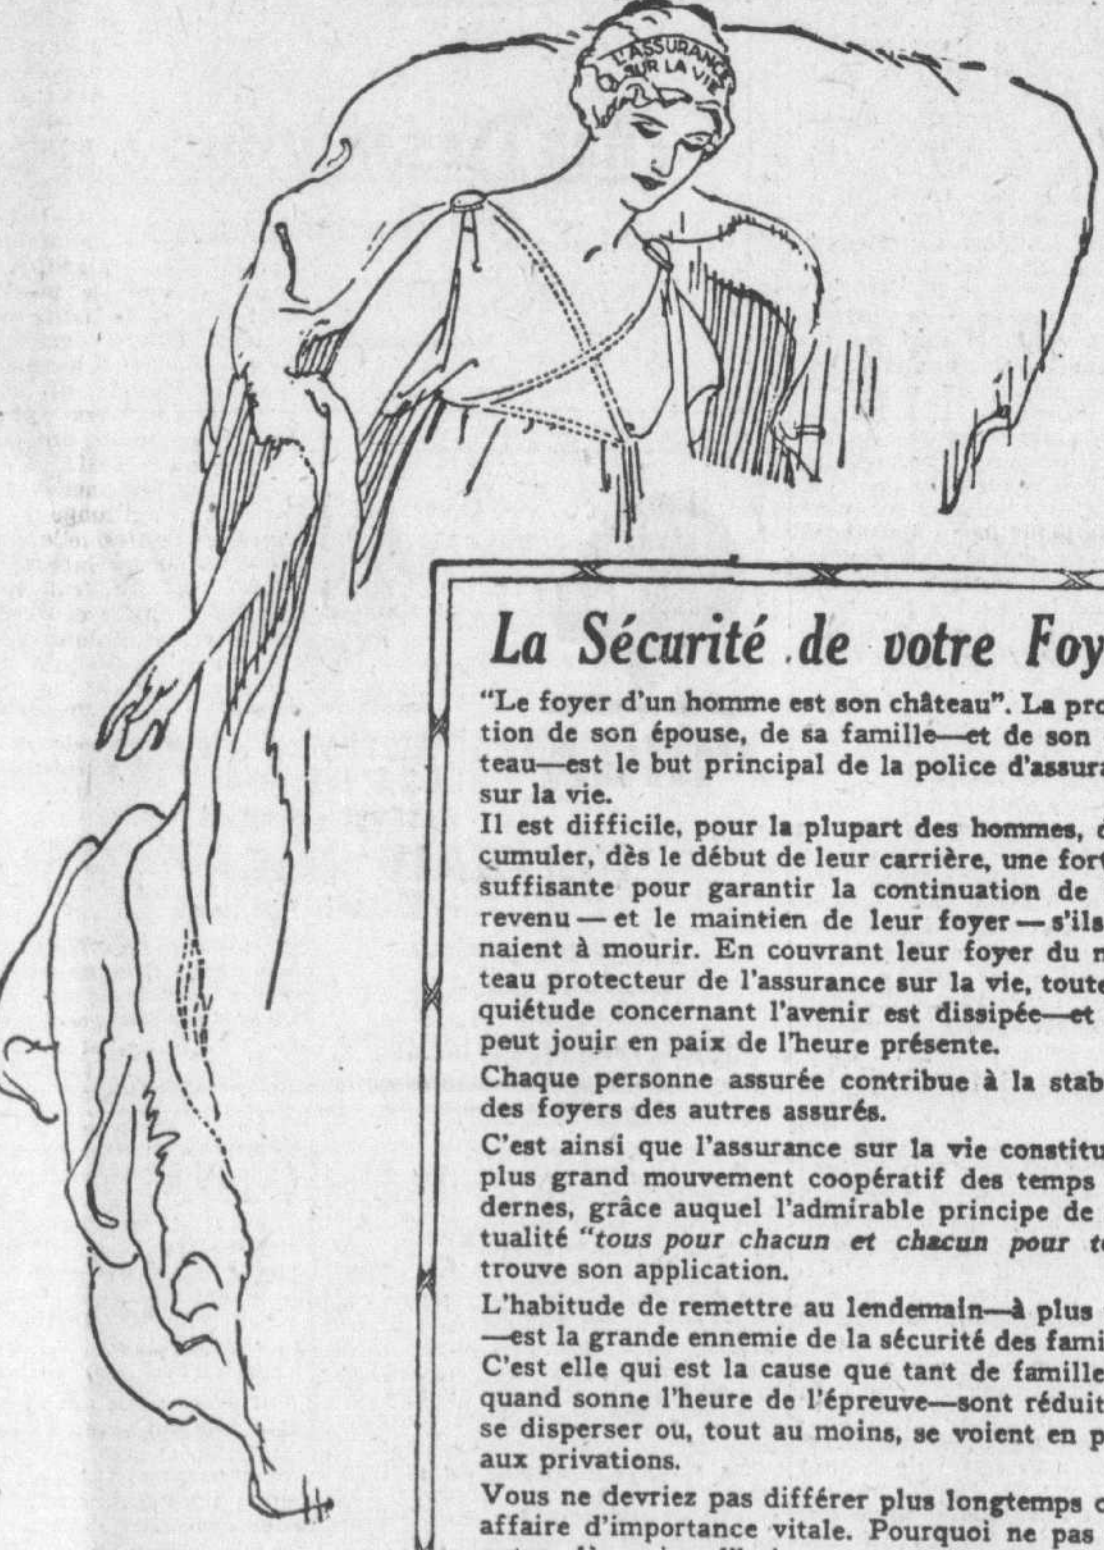 L'ASSURANCE
SUR LA VIE
La Sécurité de votre Foy
"Le foyer d'un homme est son château". La pro
tion de son épouse, de sa famille—et de son
teau—est le but principal de la police d'assura
sur la vie.
Il est difficile, pour la plupart des hommes,
cumuler, dès le début de leur carrière, une fort
suffisante pour garantir la continuation de
revenu — et le maintien de leur foyer — s'ils
naient à mourir. En couvrant leur foyer du
teau protecteur de l'assurance sur la vie, toute
quiétude concernant l'avenir est dissipée—et
peut jouir en paix de l'heure présente.
Chaque personne assurée contribue à la stab
des foyers des autres assurés.
C'est ainsi que l'assurance sur la vie constitu
plus grand mouvement coopératif des temps
dernes, grâce auquel l'admirable principe de
tualité "tous pour chacun et chacun pour to
trouve son application.
L'habitude de remettre au lendemain—à plus
—est la grande ennemie de la sécurité des fami
C'est elle qui est la cause que tant de famille
quand sonne l'heure de l'épreuve—sont réduit
se disperser ou, tout au moins, se voient en p
aux privations.
Vous ne devriez pas différer plus longtemps c
affaire d'importance vitale. Pourquoi ne pas